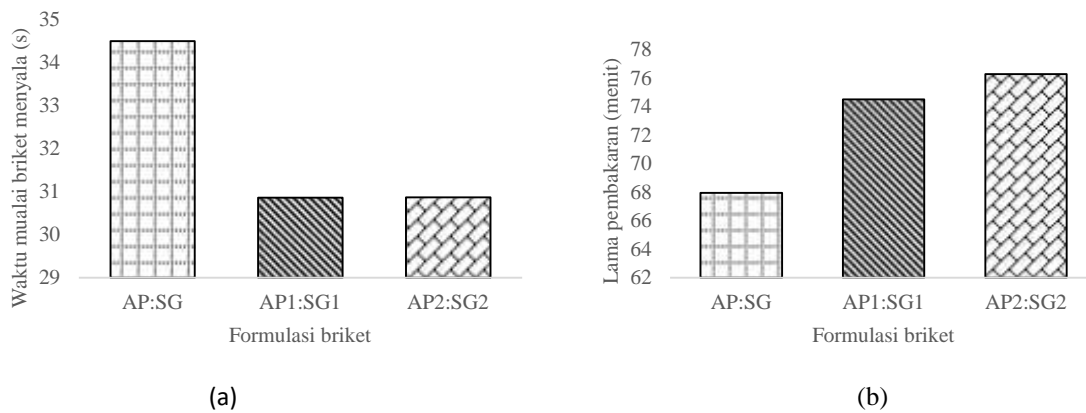 Waktu mualai briket menyala (s)
35
34
33
32
31
30
29
AP:SG AP1:SG1 AP2:SG2
Formulasi briket
(a)
Lama pembakaran (menit)
78
76
74
72
70
68
66
64
62
AP:SG AP1:SG1 AP2:SG2
Formulasi briket
(b)